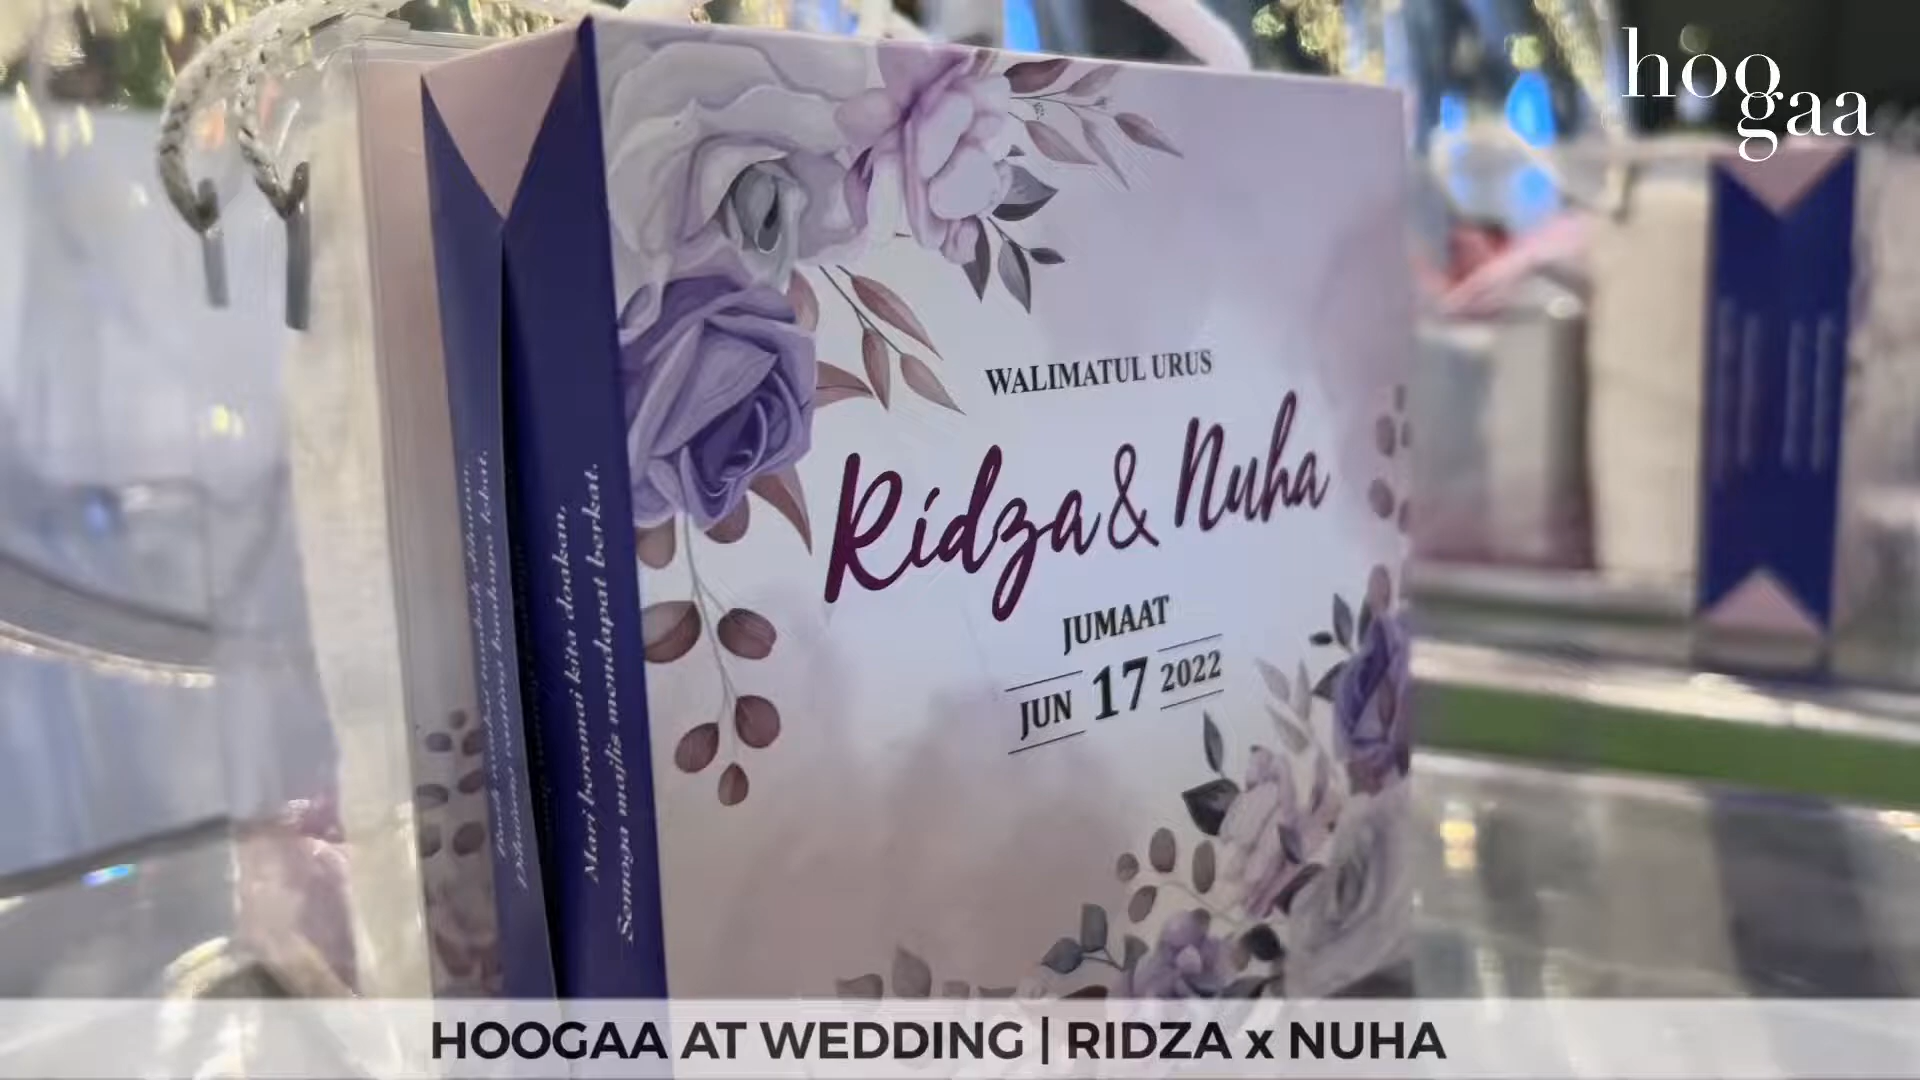 hoo
gaa
WALIMATUL URUS
Ridza & Nuha
JUMAAT
JUN 17 2022
Mari beramai kita doakan,
Semoga majlis mendapat berkat.
HOOGAA AT WEDDING | RIDZA x NUHA